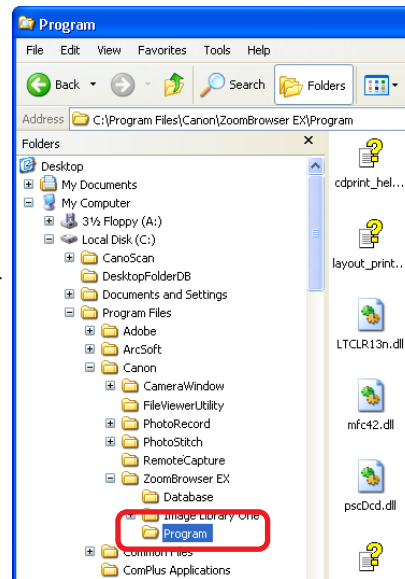 Program
File Edit View Favorites Tools Help
Back Search Folders
Address C:\Program Files\Canon\ZoomBrowser EX\Program
Folders x
Desktop
My Documents
My Computer
3½ Floppy (A:)
Local Disk (C:)
CanoScan
DesktopFolderDB
Documents and Settings
Program Files
Adobe
ArcSoft
Canon
CameraWindow
FileViewerUtility
PhotoRecord
PhotoStitch
RemoteCapture
ZoomBrowser EX
Database
Image Library One
Program
Common Files
ComPlus Applications
cdprint_hel...
layout_print..
LTCLR13n.dll
mfc42.dll
pscDcd.dll